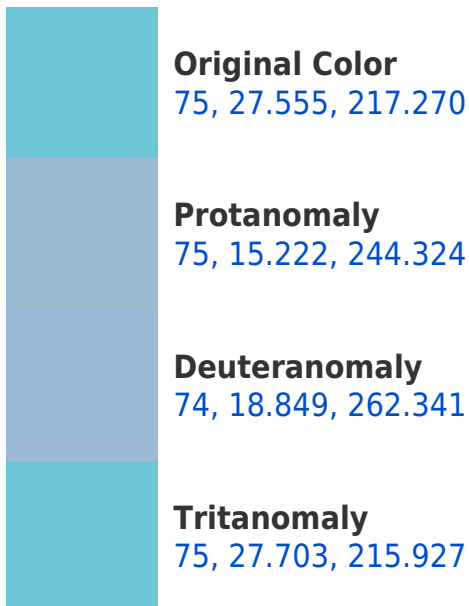 Original Color
75, 27.555, 217.270
Protanomaly
75, 15.222, 244.324
Deuteranomaly
74, 18.849, 262.341
Tritanomaly
75, 27.703, 215.927